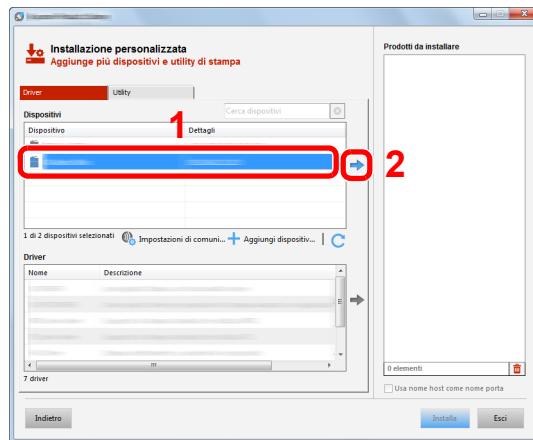 Installazione personalizzata
Aggiunge più dispositivi e utility di stampa
Prodotti da installare
Driver
Utility
Dispositivi
Cerca dispositivi
1
Dispositivo
Dettagli
2
1 di 2 dispositivi selezionati
Impostazioni di comuni...
Aggiungi dispositiv...
Driver
Nome
Descrizione
7 driver
0 elementi
Usa nome host come nome porta
Indietro
Installa
Esci